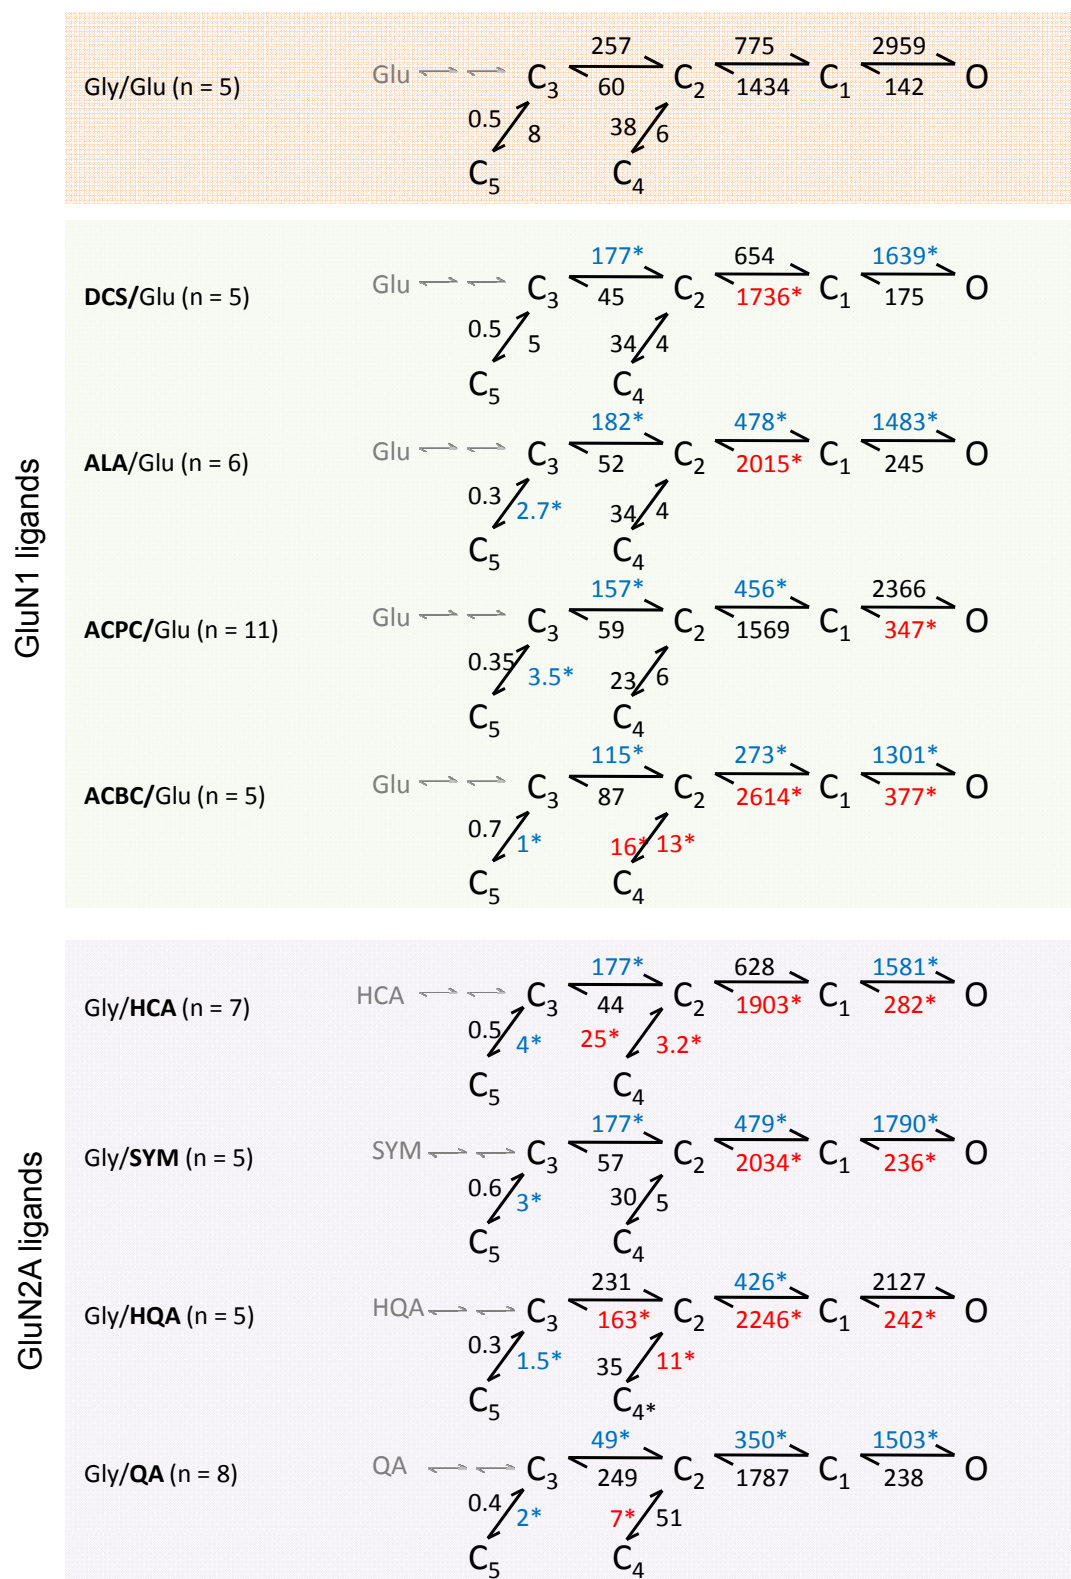 257 775 2959
Gly/Glu (n = 5) Glu C3 C2 C1 O
60 1434 142
0.5 8 38 6
C5 C4
GluN1 ligands
177* 654 1639*
DCS/Glu (n = 5) Glu C3 C2 C1 O
45 1736* 175
0.5 5 34 4
C5 C4
182* 478* 1483*
ALA/Glu (n = 6) Glu C3 C2 C1 O
52 2015* 245
0.3 2.7* 34 4
C5 C4
157* 456* 2366
ACPC/Glu (n = 11) Glu C3 C2 C1 O
59 1569 347*
0.35 3.5* 23 6
C5 C4
115* 273* 1301*
ACBC/Glu (n = 5) Glu C3 C2 C1 O
87 2614* 377*
0.7 1* 16* 13*
C5 C4
GluN2A ligands
177* 628 1581*
Gly/HCA (n = 7) HCA C3 C2 C1 O
44 1903* 282*
0.5 4* 25* 3.2*
C5 C4
177* 479* 1790*
Gly/SYM (n = 5) SYM C3 C2 C1 O
57 2034* 236*
0.6 3* 30 5
C5 C4
231 426* 2127
Gly/HQA (n = 5) HQA C3 C2 C1 O
163* 2246* 242*
0.3 1.5* 35 11*
C5 C4*
49* 350* 1503*
Gly/QA (n = 8) QA C3 C2 C1 O
249 1787 238
0.4 2* 7* 51
C5 C4